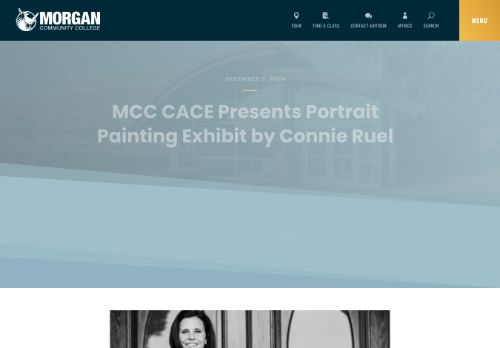 MORGAN
COMMUNITY COLLEGE
TOUR
FIND A CLASS
CONTACT ADVISOR
MYMCC
SEARCH
MENU
DECEMBER 5, 2024
MCC CACE Presents Portrait
Painting Exhibit by Connie Ruel